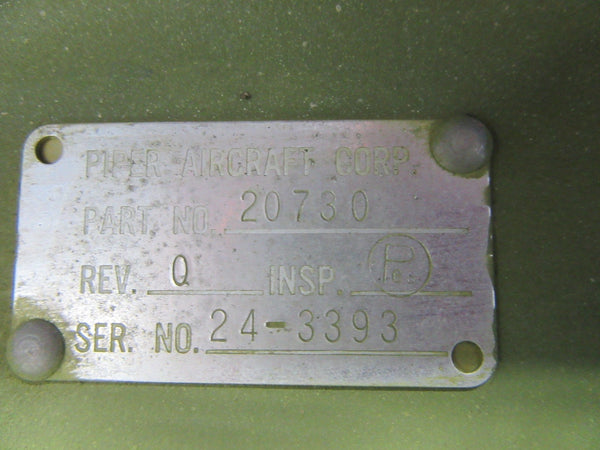 PIPER AIRCRAFT CORP.
PART NO. 20730
REV. Q INSP. P
SER. NO. 24-3393